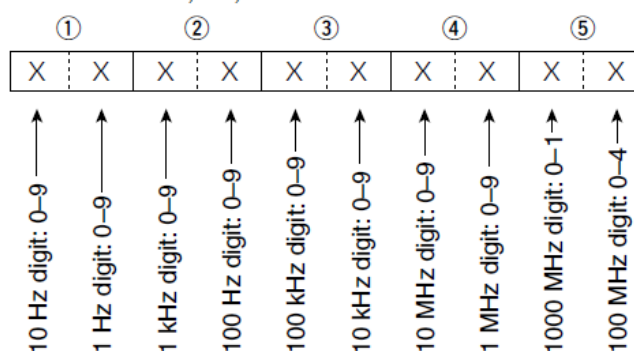 ① ② ③ ④ ⑤
X X X X X X X X X X
10 Hz digit: 0–9
1 Hz digit: 0–9
1 kHz digit: 0–9
100 Hz digit: 0–9
100 kHz digit: 0–9
10 kHz digit: 0–9
10 MHz digit: 0–9
1 MHz digit: 0–9
1000 MHz digit: 0–1
100 MHz digit: 0–4